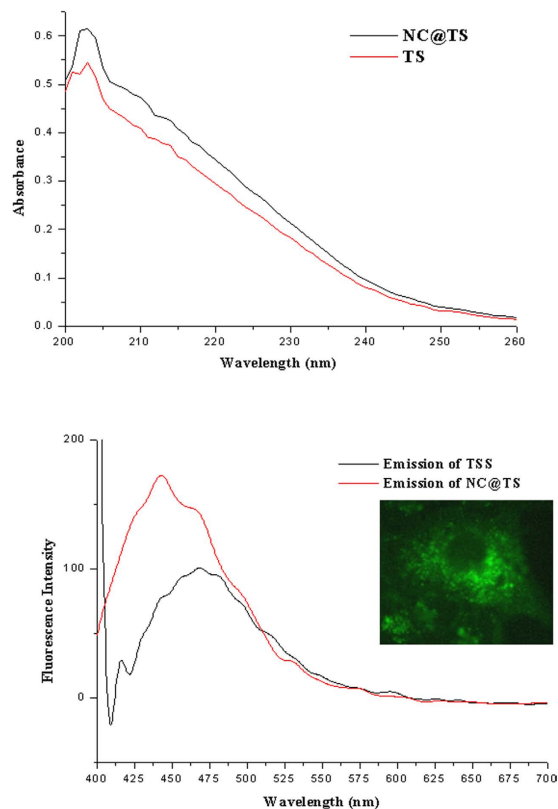 NC@TS
TS
0.6
0.5
0.4
0.3
0.2
0.1
0.0
Absorbance
200 210 220 230 240 250 260
Wavelength (nm)
200
100
0
Fluorescence Intensity
Emission of TSS
Emission of NC@TS
400 425 450 475 500 525 550 575 600 625 650 675 700
Wavelength (nm)